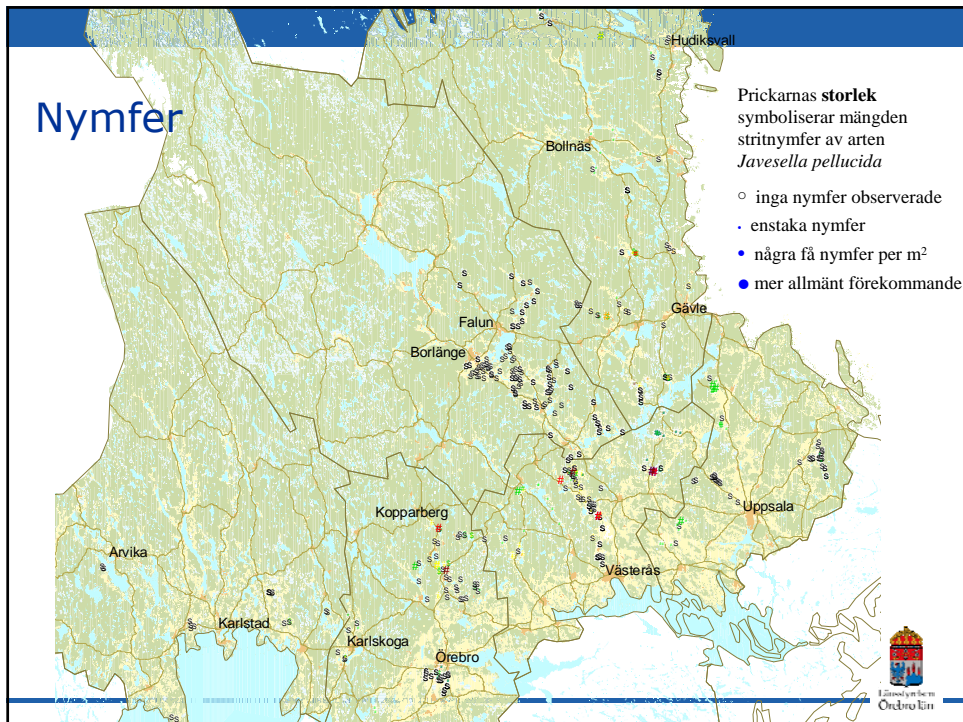 Nymfer
Prickarnas storlek
symboliserar mängden
stritnymfer av arten
Javesella pellucida
○ inga nymfer observerade
· enstaka nymfer
• några få nymfer per m²
● mer allmänt förekommande
Hudiksvall
Bollnäs
Gävle
Falun
Borlänge
Kopparberg
Uppsala
Arvika
Västerås
Karlstad
Karlskoga
Örebro
Länsstyrelsen
Örebro län